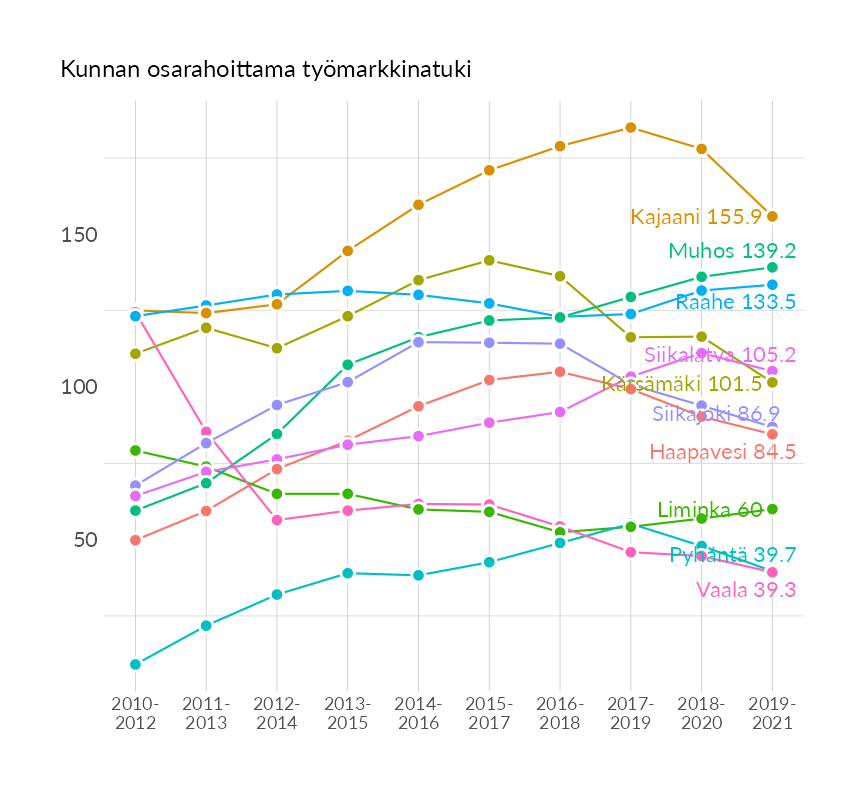 Kunnan osarahoittama työmarkkinatuki
150
100
50
Kajaani 155.9
Muhos 139.2
Raahe 133.5
Siikalatva 105.2
Kärsämäki 101.5
Siikajoki 86.9
Haapavesi 84.5
Liminka 60
Pyhäntä 39.7
Vaala 39.3
2010-
2012
2011-
2013
2012-
2014
2013-
2015
2014-
2016
2015-
2017
2016-
2018
2017-
2019
2018-
2020
2019-
2021